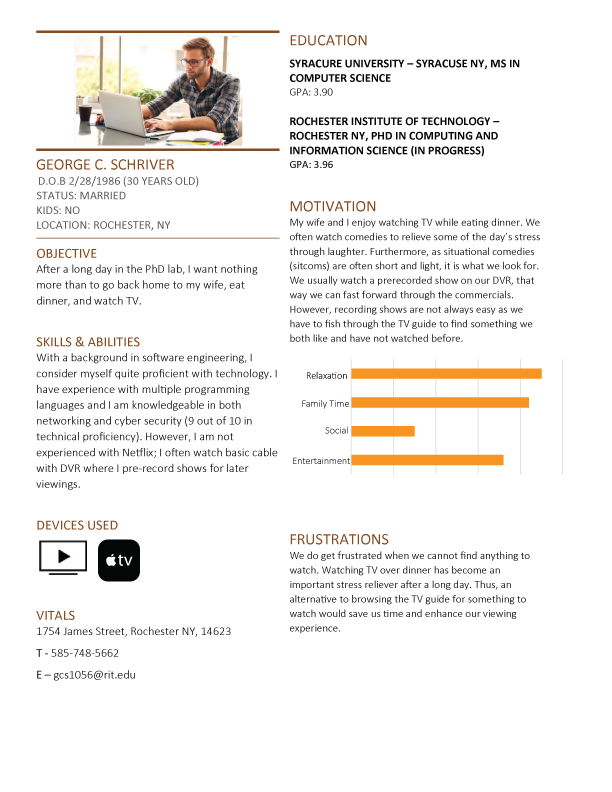 GEORGE C. SCHRIVER
D.O.B 2/28/1986 (30 YEARS OLD)
STATUS: MARRIED
KIDS: NO
LOCATION: ROCHESTER, NY
OBJECTIVE
After a long day in the PhD lab, I want nothing
more than to go back home to my wife, eat
dinner, and watch TV.
SKILLS & ABILITIES
With a background in software engineering, I
consider myself quite proficient with technology. I
have experience with multiple programming
languages and I am knowledgeable in both
networking and cyber security (9 out of 10 in
technical proficiency). However, I am not
experienced with Netflix; I often watch basic cable
with DVR where I pre-record shows for later
viewings.
DEVICES USED
tv
VITALS
1754 James Street, Rochester NY, 14623
T - 585-748-5662
E – gcs1056@rit.edu
EDUCATION
SYRACURE UNIVERSITY – SYRACUSE NY, MS IN
COMPUTER SCIENCE
GPA: 3.90
ROCHESTER INSTITUTE OF TECHNOLOGY –
ROCHESTER NY, PHD IN COMPUTING AND
INFORMATION SCIENCE (IN PROGRESS)
GPA: 3.96
MOTIVATION
My wife and I enjoy watching TV while eating dinner. We
often watch comedies to relieve some of the day's stress
through laughter. Furthermore, as situational comedies
(sitcoms) are often short and light, it is what we look for.
We usually watch a prerecorded show on our DVR, that
way we can fast forward through the commercials.
However, recording shows are not always easy as we
have to fish through the TV guide to find something we
both like and have not watched before.
Relaxation
Family Time
Social
Entertainment
FRUSTRATIONS
We do get frustrated when we cannot find anything to
watch. Watching TV over dinner has become an
important stress reliever after a long day. Thus, an
alternative to browsing the TV guide for something to
watch would save us time and enhance our viewing
experience.